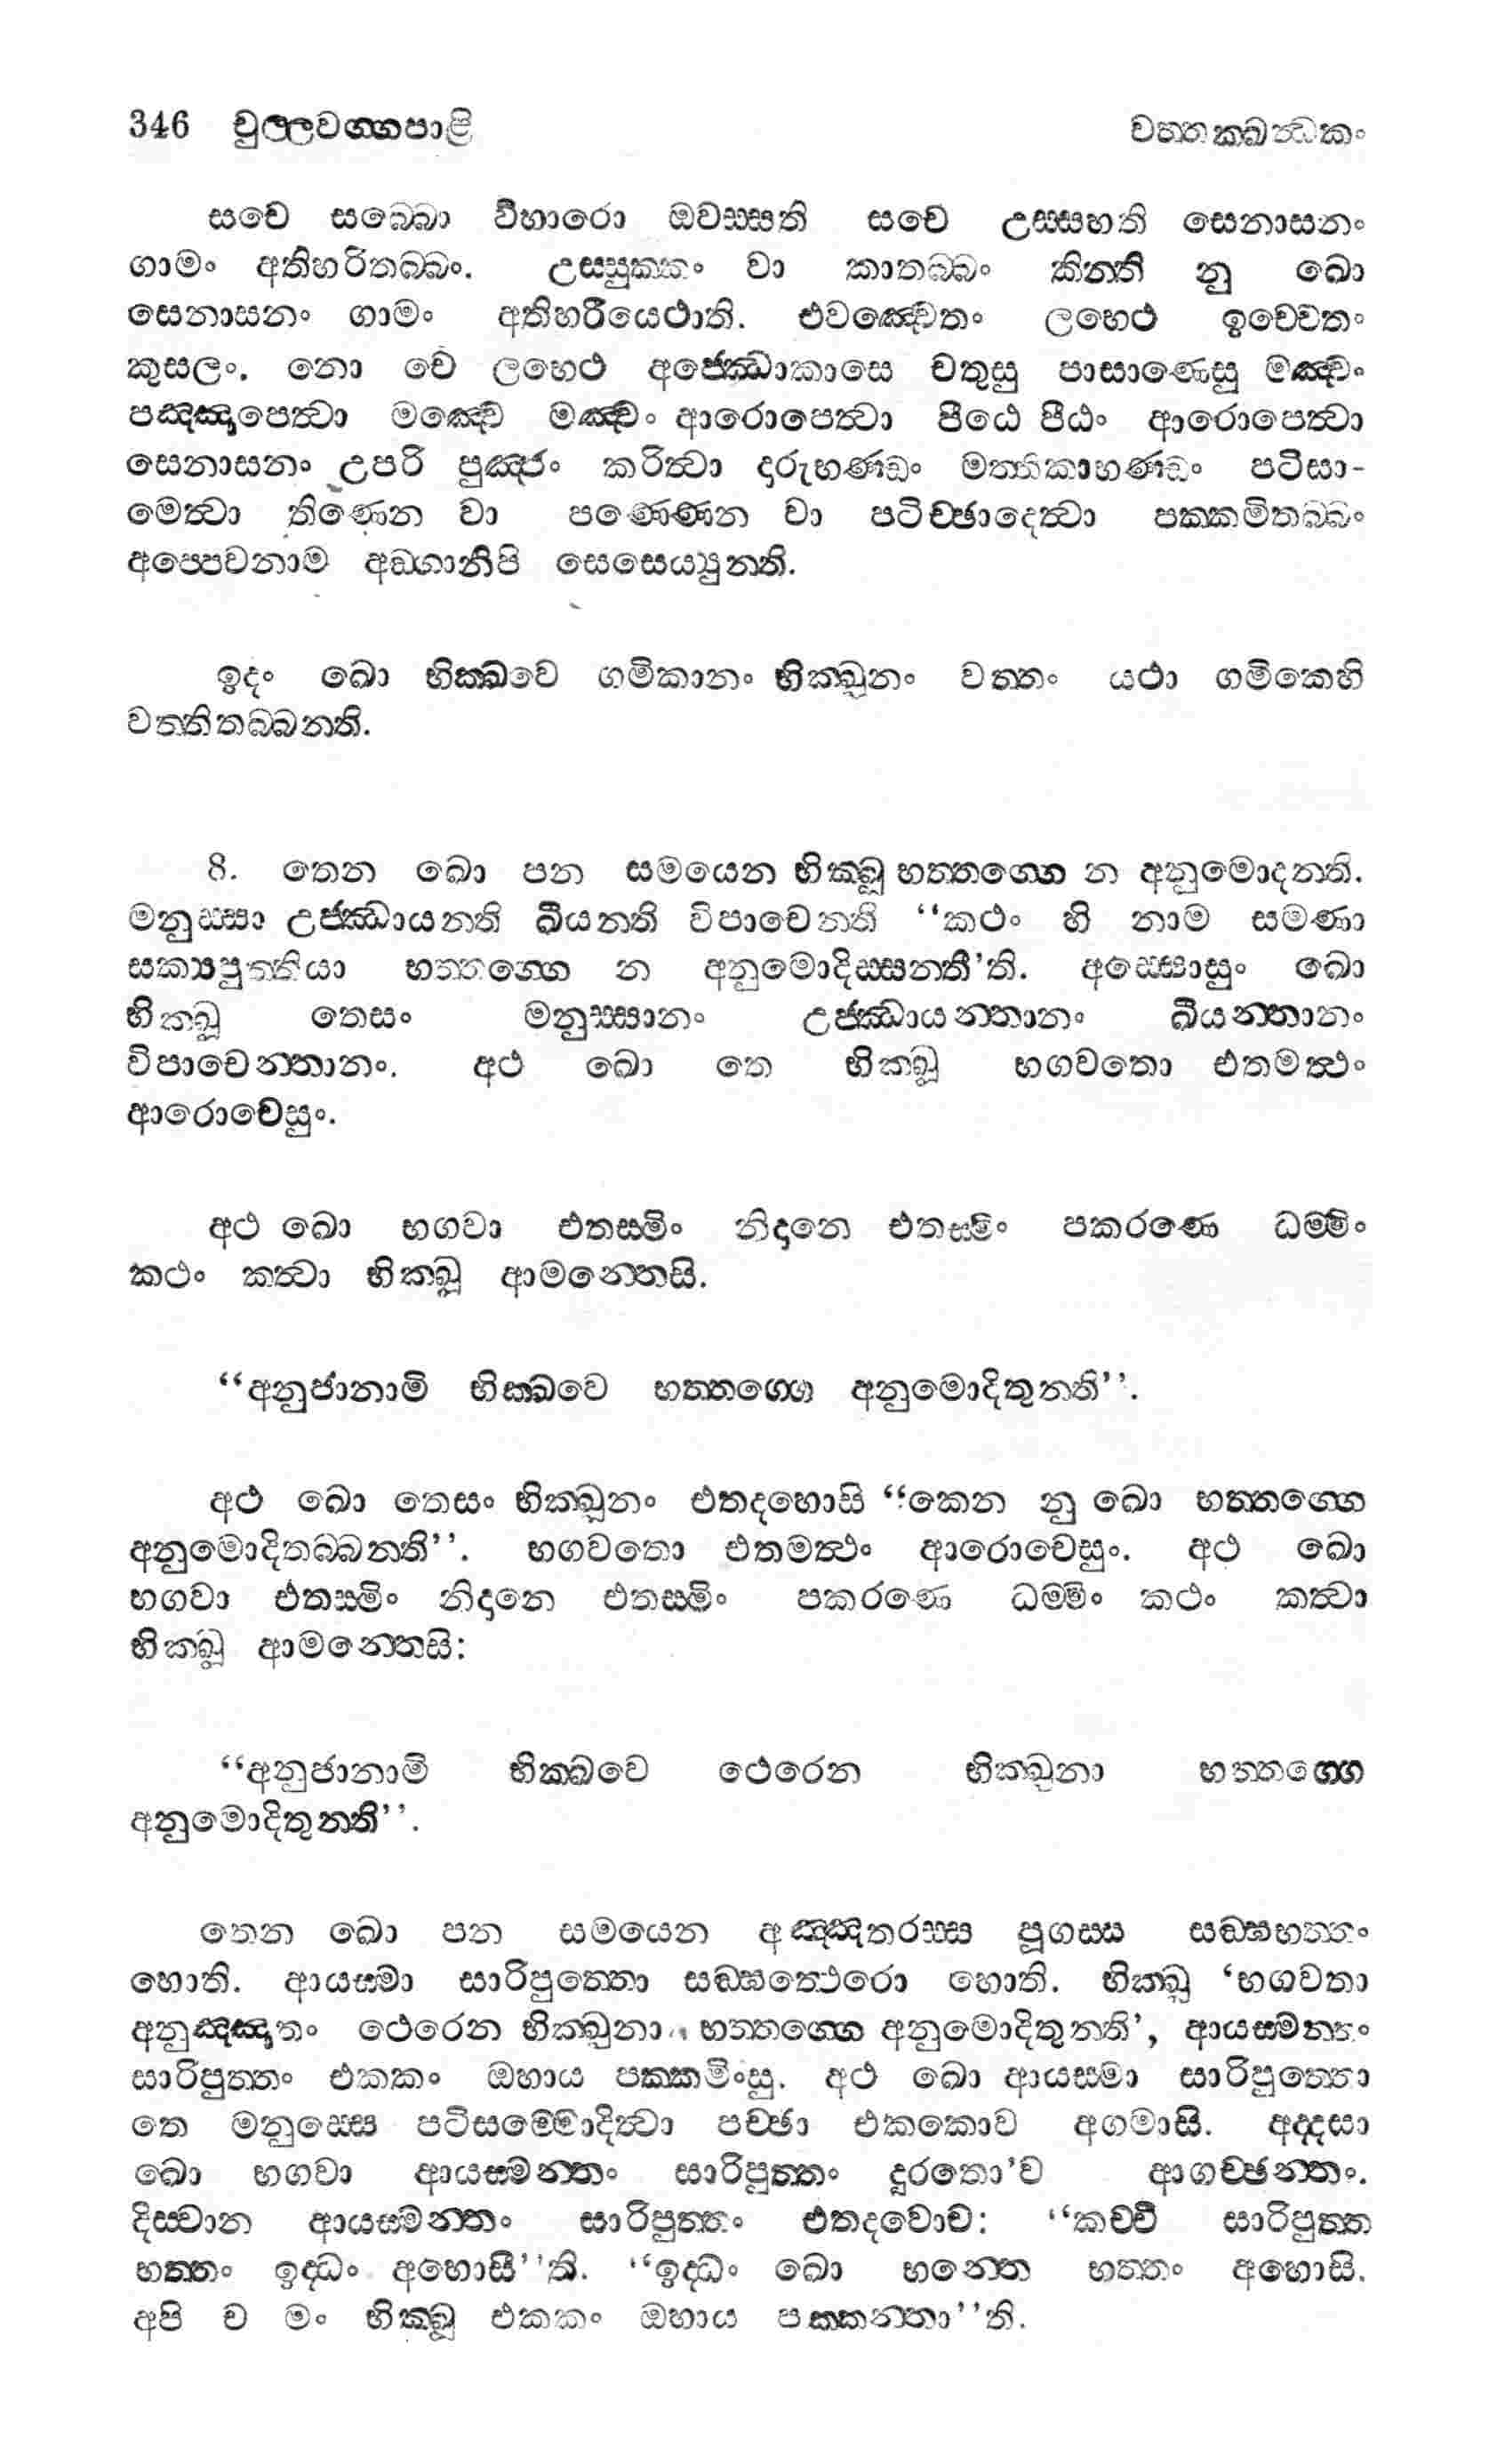 346 චුල්ලවග්ගපාළි වත්තක්ඛන්ධකං
සචේ සබ්බො විහාරො ඔවස්සති සචේ උස්සහති සෙනාසනං
ගාමං අතිහරිතබ්බං. උස්සුක්කං වා කාතබ්බං කින්ති නු ඛො
සෙනාසනං ගාමං අතිහරීයෙථාති. එවඤ්චෙතං ලභෙථ ඉච්චෙතං
කුසලං. නො චේ ලභෙථ අජ්ඣොකාසෙ චතුසු පාසාණෙසු මඤ්චං
පඤ්ඤපෙත්වා මඤ්චෙ මඤ්චං ආරොපෙත්වා පීඨෙ පීඨං ආරොපෙත්වා
සෙනාසනං උපරි පුඤ්ජං කරිත්වා දාරුභණ්ඩං මත්තිකාභණ්ඩං පටිසා-
මෙත්වා තිණෙන වා පණ්ණෙන වා පටිච්ඡාදෙත්වා පක්කමිතබ්බං
අප්පෙවනාම අඞ්ගානිපි සෙසෙය්‍යුන්ති.
ඉදං ඛො භික්ඛවෙ ගමිකානං භික්ඛුනං වත්තං යථා ගමිකෙහි
වත්තිතබ්බන්ති.
8. තෙන ඛො පන සමයෙන භික්ඛූ භත්තග්ගෙ න අනුමොදන්ති.
මනුස්සා උජ්ඣායන්ති ඛීයන්ති විපාචෙන්ති “කථං හි නාම සමණා
සක්‍යපුත්තියා භත්තග්ගෙ න අනුමොදිස්සන්තී’ති. අස්සොසුං ඛො
භික්ඛූ තෙසං මනුස්සානං උජ්ඣායන්තානං ඛීයන්තානං
විපාචෙන්තානං. අථ ඛො තෙ භික්ඛූ භගවතො එතමත්ථං
ආරොචෙසුං.
අථ ඛො භගවා එතස්මිං නිදානෙ එතස්මිං පකරණෙ ධම්මිං
කථං කත්වා භික්ඛූ ආමන්තෙසි.
“අනුජානාමි භික්ඛවෙ භත්තග්ගෙ අනුමොදිතුන්ති”.
අථ ඛො තෙසං භික්ඛූනං එතදහොසි “කෙන නු ඛො භත්තග්ගෙ
අනුමොදිතබ්බන්ති”. භගවතො එතමත්ථං ආරොචෙසුං. අථ ඛො
භගවා එතස්මිං නිදානෙ එතස්මිං පකරණෙ ධම්මිං කථං කත්වා
භික්ඛූ ආමන්තෙසි:
“අනුජානාමි භික්ඛවෙ ථෙරෙන භික්ඛුනා භත්තග්ගෙ
අනුමොදිතුන්ති”.
තෙන ඛො පන සමයෙන අඤ්ඤතරස්ස පූගස්ස සඞ්ඝභත්තං
හොති. ආයස්මා සාරිපුත්තො සඞ්ඝත්ථෙරො හොති. භික්ඛූ ‘භගවතා
අනුඤ්ඤාතං ථෙරෙන භික්ඛුනා භත්තග්ගෙ අනුමොදිතුන්ති’, ආයස්මන්තං
සාරිපුත්තං එකකං ඔහාය පක්කමිංසු. අථ ඛො ආයස්මා සාරිපුත්තො
තෙ මනුස්සෙ පටිසම්මොදිත්වා පච්ඡා එකකොව අගමාසි. අද්දසා
ඛො භගවා ආයස්මන්තං සාරිපුත්තං දූරතො’ව ආගච්ඡන්තං.
දිස්වාන ආයස්මන්තං සාරිපුත්තං එතදවොච: “කච්චි සාරිපුත්ත
භත්තං ඉද්ධං අහොසී”ති. “ඉද්ධං ඛො භන්තෙ භත්තං අහොසි.
අපි ච මං භික්ඛූ එකකං ඔහාය පක්කන්තා”ති.